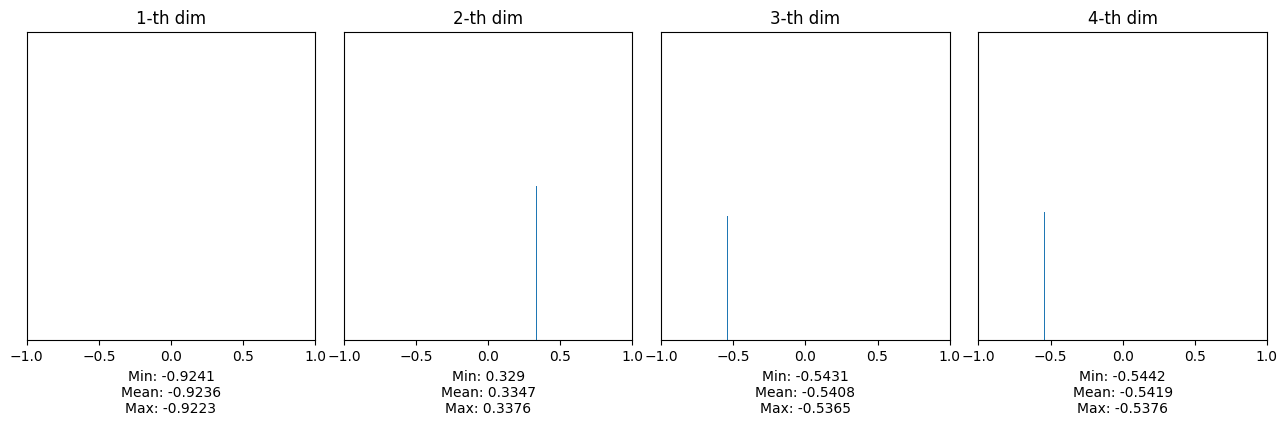 1-th dim
2-th dim
3-th dim
4-th dim
−1.0 −0.5 0.0 0.5 1.0
−1.0 −0.5 0.0 0.5 1.0
−1.0 −0.5 0.0 0.5 1.0
−1.0 −0.5 0.0 0.5 1.0
Min: -0.9241
Mean: -0.9236
Max: -0.9223
Min: 0.329
Mean: 0.3347
Max: 0.3376
Min: -0.5431
Mean: -0.5408
Max: -0.5365
Min: -0.5442
Mean: -0.5419
Max: -0.5376